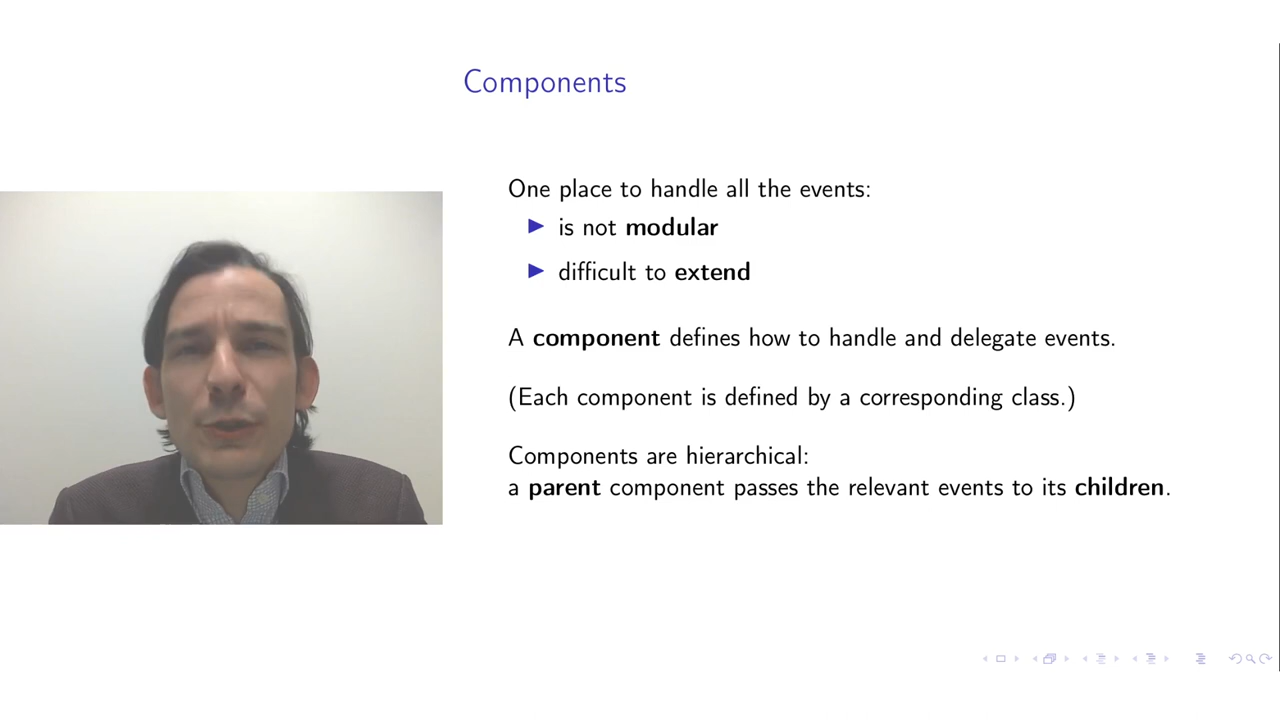 Components
One place to handle all the events:
is not modular
difficult to extend
A component defines how to handle and delegate events.
(Each component is defined by a corresponding class.)
Components are hierarchical:
a parent component passes the relevant events to its children.